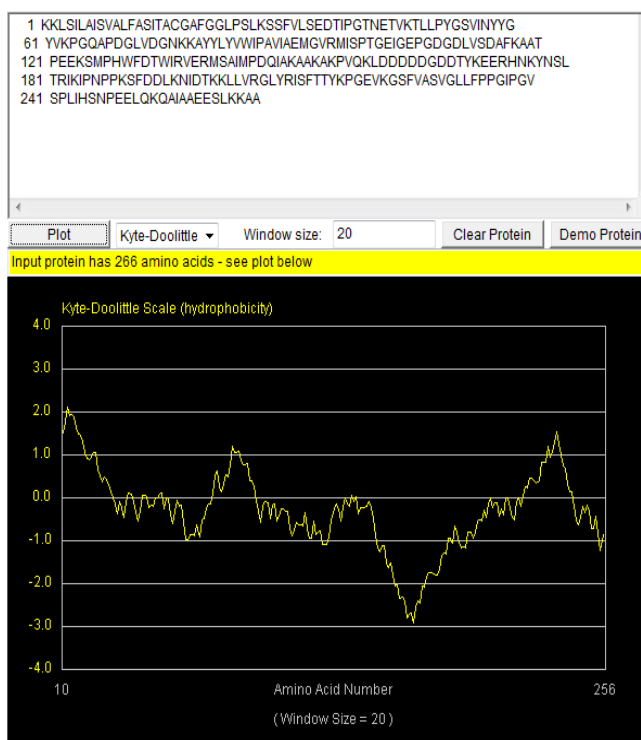 1 KKLSILAISVALFASITACGAFGGLPSLKSSFVLSEDTIPGTNETVKTLLPYGSVINYYG
61 YVKPGQAPDGLVDGNKKAYYLYVWIPAVIAEMGVRMISPTGEIGEPGDGDLVSDAFKAAT
121 PEEKSMPHWFDTWIRVERMSAIMPDQIAKAAKAKPVQKLDDDDDGDDTYKEERHNKYNSL
181 TRIKIPNPPKSFDDLKNIDTKKLLVRGLYRISFTTYKPGEVKGSFVASVGLLFPPGIPGV
241 SPLIHSNPEELQKQAIAAEESLKKAA
Plot Kyte-Doolittle Window size: 20 Clear Protein Demo Protein
Input protein has 266 amino acids - see plot below
Kyte-Doolittle Scale (hydrophobicity)
4.0
3.0
2.0
1.0
0.0
-1.0
-2.0
-3.0
-4.0
10 Amino Acid Number 256
( Window Size = 20 )